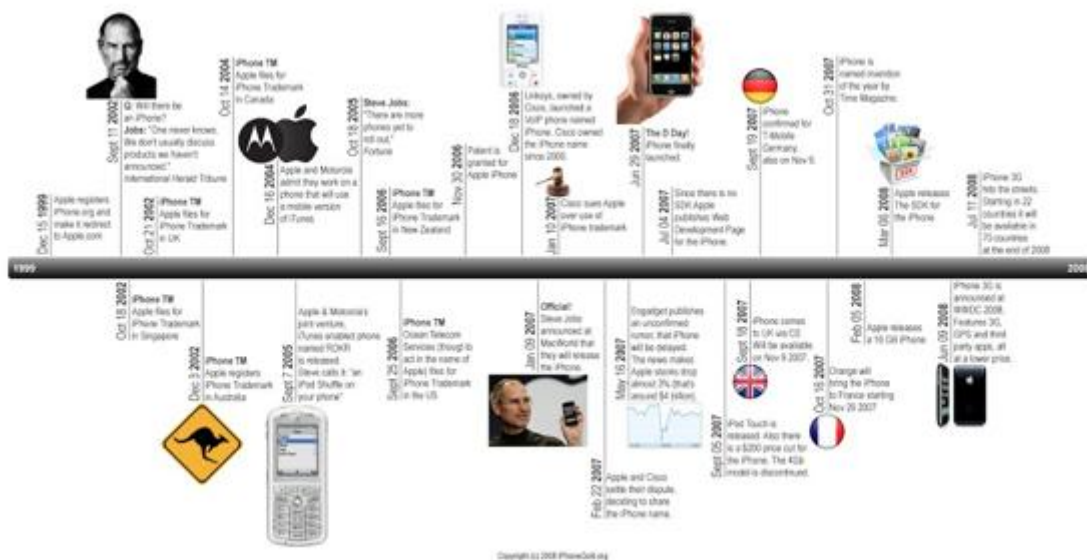 Sept 11 2002
Q: Will there be
an iPhone?
Jobs: "One never knows.
We don't usually discuss
products we haven't
announced."
International Herald Tribune
Oct 14 2004
iPhone TM
Apple files for
iPhone Trademark
in Canada
Oct 18 2005
Steve Jobs:
"There are more
phones yet to
roll out,"
Fortune
Dec 18 2006
Linksys, owned by
Cisco, launched a
VoIP phone named
iPhone. Cisco owned
the iPhone name
since 2000.
Jun 29 2007
The D Day!
iPhone finally
launched.
Sept 19 2007
iPhone
confirmed for
T-Mobile
Germany,
also on Nov 9.
Oct 31 2007
iPhone is
named invention
of the year by
Time Magazine.
Dec 15 1999
Apple registers
iPhone.org and
make it redirect
to Apple.com
Oct 21 2002
iPhone TM
Apple files for
iPhone Trademark
in UK
Dec 16 2004
Apple and Motorola
admit they work on a
phone that will use
a mobile version
of iTunes
Sept 16 2006
iPhone TM
Apple files for
iPhone Trademark
in New Zealand
Nov 30 2006
Patent is
granted for
Apple iPhone
Jan 10 2007
Cisco sues Apple
over use of
iPhone trademark
Jul 04 2007
Since there is no
SDK Apple
publishes Web
Development Page
for the iPhone.
Mar 06 2008
Apple releases
The SDK for
the iPhone
Jul 11 2008
iPhone 3G
hits the streets.
Starting in 22
countries it will
be available in
70 countries
at the end of 2008
1999
Oct 18 2002
iPhone TM
Apple files for
iPhone Trademark
in Singapore
iPhone TM
Apple registers
iPhone Trademark
in Australia
Sept 7 2005
Apple & Motorola's
joint venture,
iTunes enabled phone
named ROKR
is released.
Steve calls it: "an
iPod Shuffle on
your phone"
Sept 25 2006
iPhone TM
Ocean Telecom
Services (though to
act in the name of
Apple) files for
iPhone Trademark
in the US
Jan 09 2007
Official!
Steve Jobs
announced at
MacWorld that
they will release
the iPhone.
May 16 2007
Engadget publishes
an unconfirmed
rumor, that iPhone
will be delayed.
The news makes
Apple stocks drop
almost 3% (that's
around $4 billion).
Sept 18 2007
iPhone comes
to UK via O2
Will be available
on Nov 9 2007.
Feb 05 2008
Apple releases
a 16 GB iPhone
Jun 09 2008
iPhone 3G is
announced at
WWDC 2008.
Features 3G,
GPS and third
party apps, all
at a lower price.
Oct 16 2007
Orange will
bring the iPhone
to France starting
Nov 29 2007
Sept 05 2007
iPod Touch is
released. Also there
is a $200 price cut for
the iPhone. The 4Gb
model is discontinued.
Feb 22 2007
Apple and Cisco
settle their dispute,
deciding to share
the iPhone name.